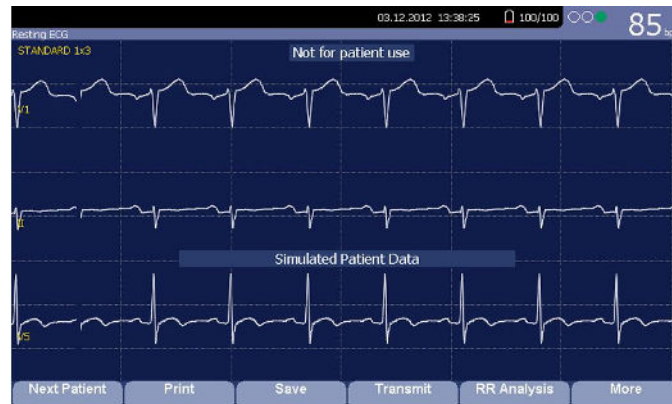 03.12.2012 13:38:25 100/100 85
Resting ECG
STANDARD 1x3
Not for patient use
V1
II
Simulated Patient Data
V5
Next Patient Print Save Transmit RR Analysis More